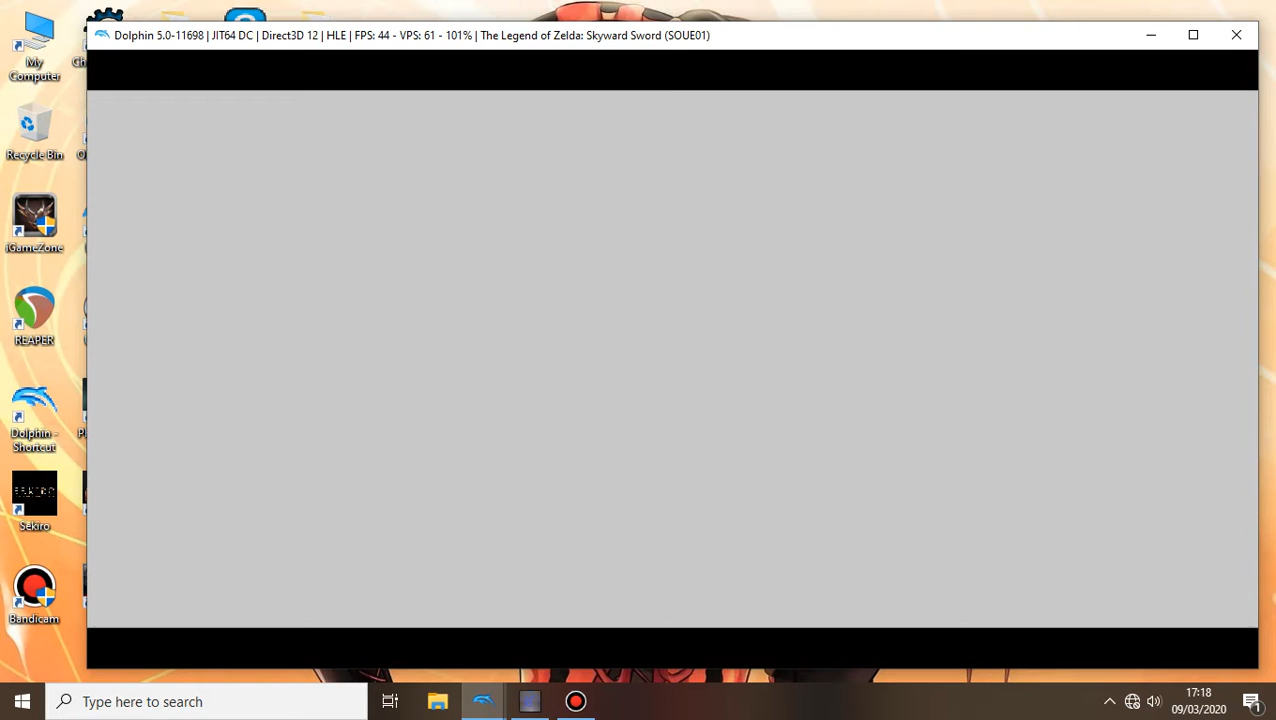 Dolphin 5.0-11698 | JIT64 DC | Direct3D 12 | HLE | FPS: 44 - VPS: 61 - 101% | The Legend of Zelda: Skyward Sword (SOUE01)
My
Computer
Recycle Bin
iGameZone
REAPER
Dolphin -
Shortcut
Sekiro
Bandicam
Type here to search
17:18
09/03/2020
1